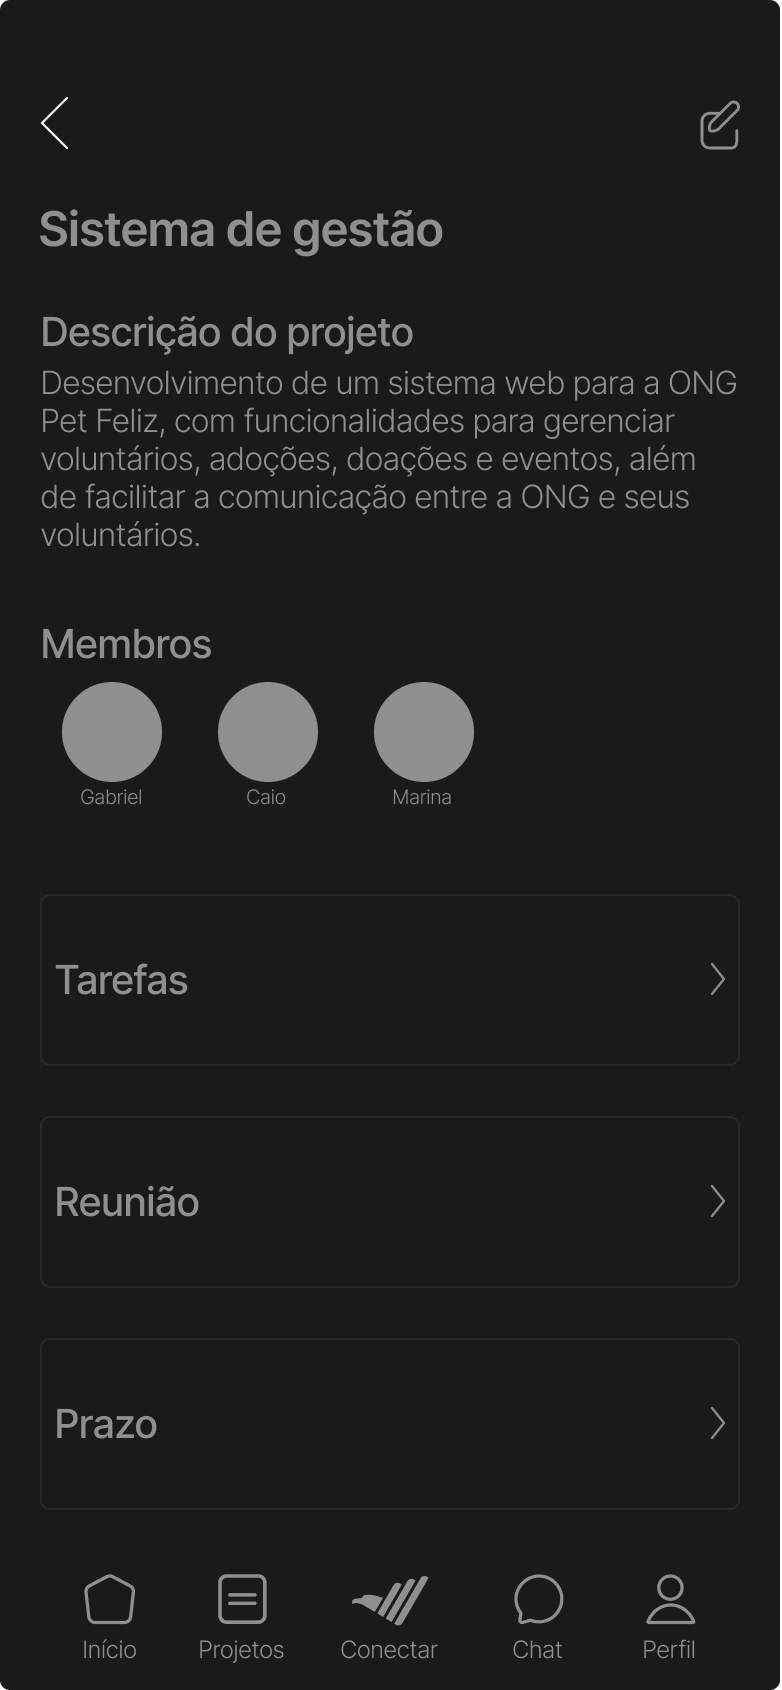 Sistema de gestão
Descrição do projeto
Desenvolvimento de um sistema web para a ONG
Pet Feliz, com funcionalidades para gerenciar
voluntários, adoções, doações e eventos, além
de facilitar a comunicação entre a ONG e seus
voluntários.
Membros
Gabriel Caio Marina
Tarefas
Reunião
Prazo
Início Projetos Conectar Chat Perfil